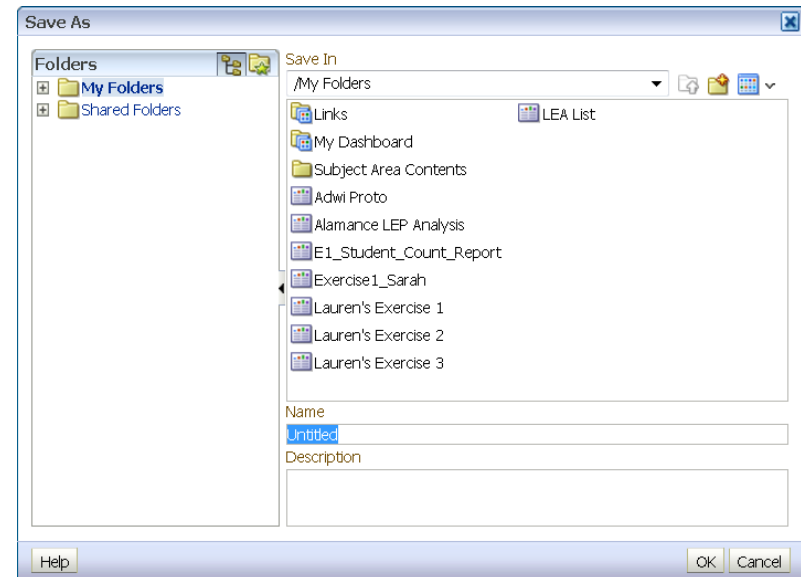 Save As
Folders
My Folders
Shared Folders
Save In
/My Folders
Links
My Dashboard
Subject Area Contents
Adwi Proto
Alamance LEP Analysis
E1_Student_Count_Report
Exercise1_Sarah
Lauren's Exercise 1
Lauren's Exercise 2
Lauren's Exercise 3
LEA List
Name
Untitled
Description
Help
OK
Cancel